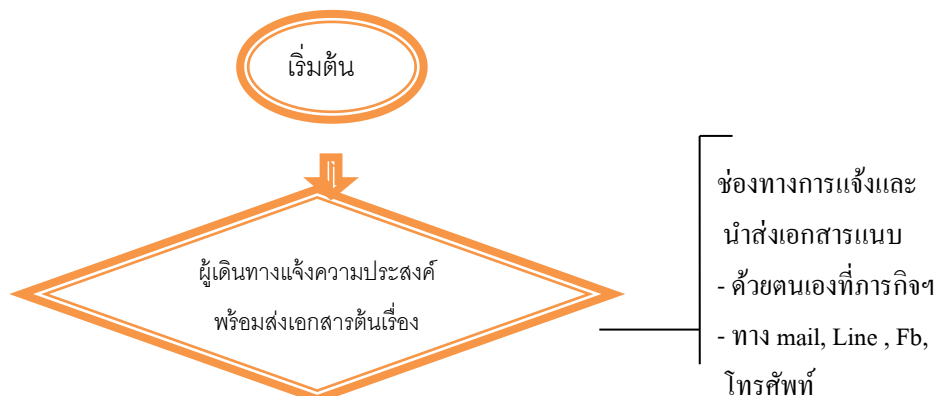 เริ่มต้น
ผู้เดินทางแจ้งความประสงค์
พร้อมส่งเอกสารต้นเรื่อง
ช่องทางการแจ้งและ
นำส่งเอกสารแนบ
- ด้วยตนเองที่ภารกิจฯ
- ทาง mail, Line , Fb,
โทรศัพท์